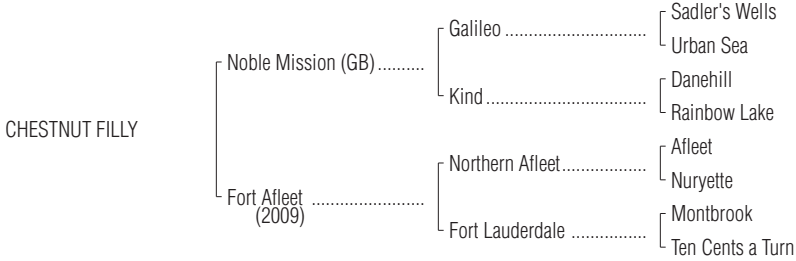 Sadler's Wells
Galileo ..............................
Urban Sea
Noble Mission (GB)..........
Danehill
Kind..................................
Rainbow Lake
CHESTNUT FILLY
Afleet
Northern Afleet..................
Nuryette
Fort Afleet ........................
(2009)
Montbrook
Fort Lauderdale ................
Ten Cents a Turn